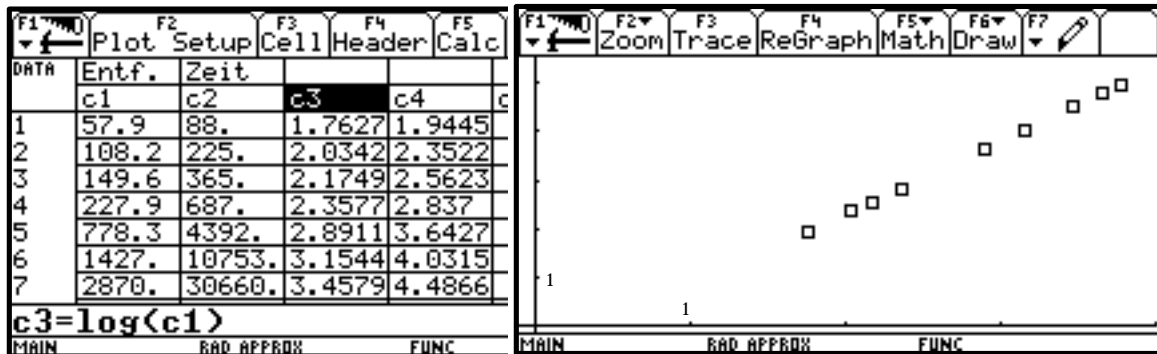 F1 F2 F3 F4 F5
Plot Setup Cell Header Calc
DATA Entf. Zeit
c1 c2 c3 c4 c
1 57.9 88. 1.7627 1.9445
2 108.2 225. 2.0342 2.3522
3 149.6 365. 2.1749 2.5623
4 227.9 687. 2.3577 2.837
5 778.3 4392. 2.8911 3.6427
6 1427. 10753. 3.1544 4.0315
7 2870. 30660. 3.4579 4.4866
c3=log(c1)
MAIN RAD APPROX FUNC
F1 F2 F3 F4 F5 F6 F7
Zoom Trace ReGraph Math Draw
1
1
MAIN RAD APPROX FUNC